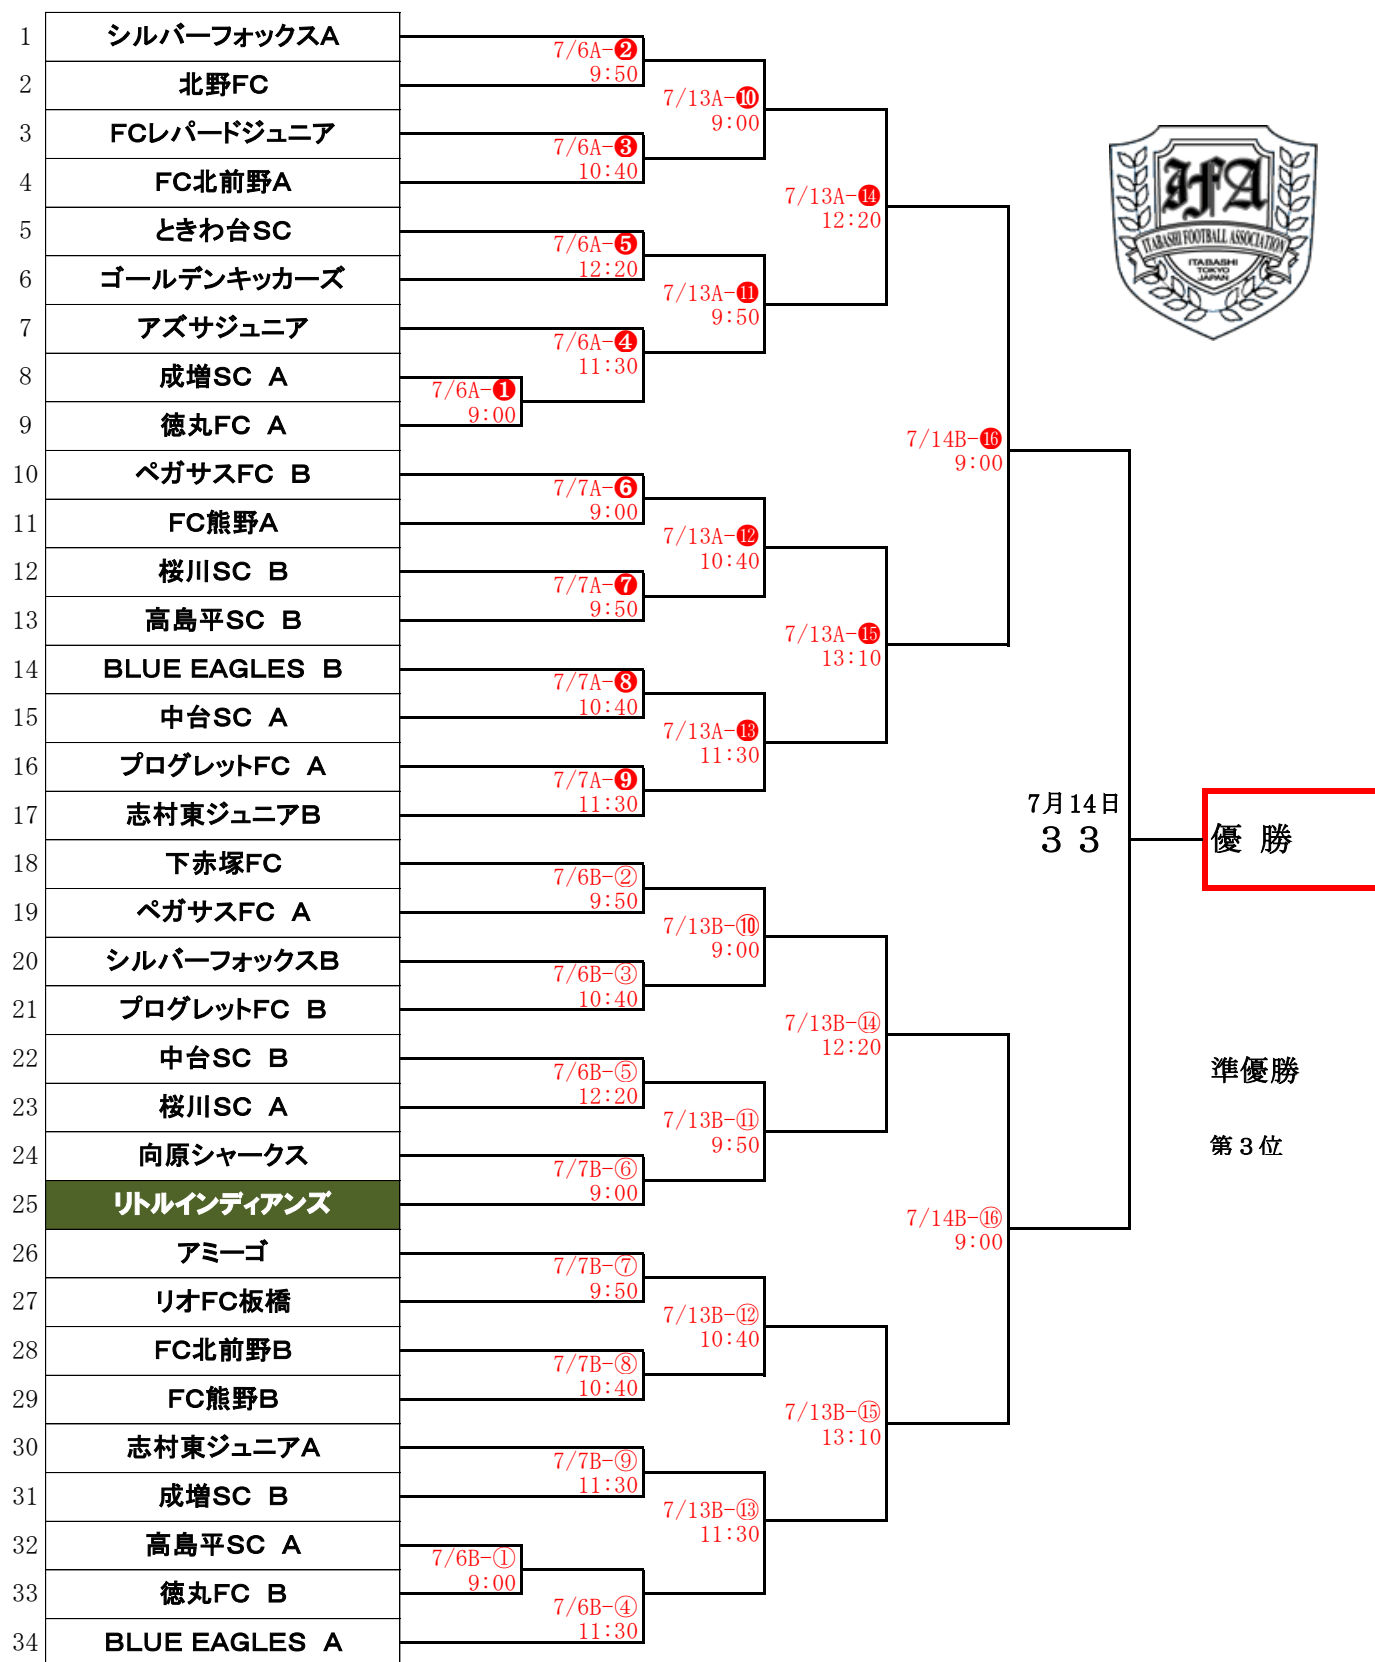 1 シルバーフォックスA
2 北野FC
3 FCレパードジュニア
4 FC北前野A
5 ときわ台SC
6 ゴールデンキッカーズ
7 アズサジュニア
8 成増SC A
9 徳丸FC A
10 ペガサスFC B
11 FC熊野A
12 桜川SC B
13 高島平SC B
14 BLUE EAGLES B
15 中台SC A
16 プログレットFC A
17 志村東ジュニアB
18 下赤塚FC
19 ペガサスFC A
20 シルバーフォックスB
21 プログレットFC B
22 中台SC B
23 桜川SC A
24 向原シャークス
25 リトルインディアンズ
26 アミーゴ
27 リオFC板橋
28 FC北前野B
29 FC熊野B
30 志村東ジュニアA
31 成増SC B
32 高島平SC A
33 徳丸FC B
34 BLUE EAGLES A
7/6A-❶
9:00
7/6B-①
9:00
7/6A-❷
9:50
7/6A-❸
10:40
7/6A-❺
12:20
7/6A-❹
11:30
7/7A-❻
9:00
7/7A-❼
9:50
7/7A-❽
10:40
7/7A-❾
11:30
7/6B-②
9:50
7/6B-③
10:40
7/6B-⑤
12:20
7/7B-⑥
9:00
7/7B-⑦
9:50
7/7B-⑧
10:40
7/7B-⑨
11:30
7/6B-④
11:30
7/13A-❿
9:00
7/13A-⓫
9:50
7/13A-⓬
10:40
7/13A-⓭
11:30
7/13B-⑩
9:00
7/13B-⑪
9:50
7/13B-⑫
10:40
7/13B-⑬
11:30
7/13A-⓮
12:20
7/13A-⓯
13:10
7/13B-⑭
12:20
7/13B-⑮
13:10
7/14B-⓰
9:00
7/14B-⑯
9:00
7月14日
33
IFA
ITABASHI FOOTBALL ASSOCIATION
ITABASHI
TOKYO
JAPAN
優 勝
準優勝
第3位